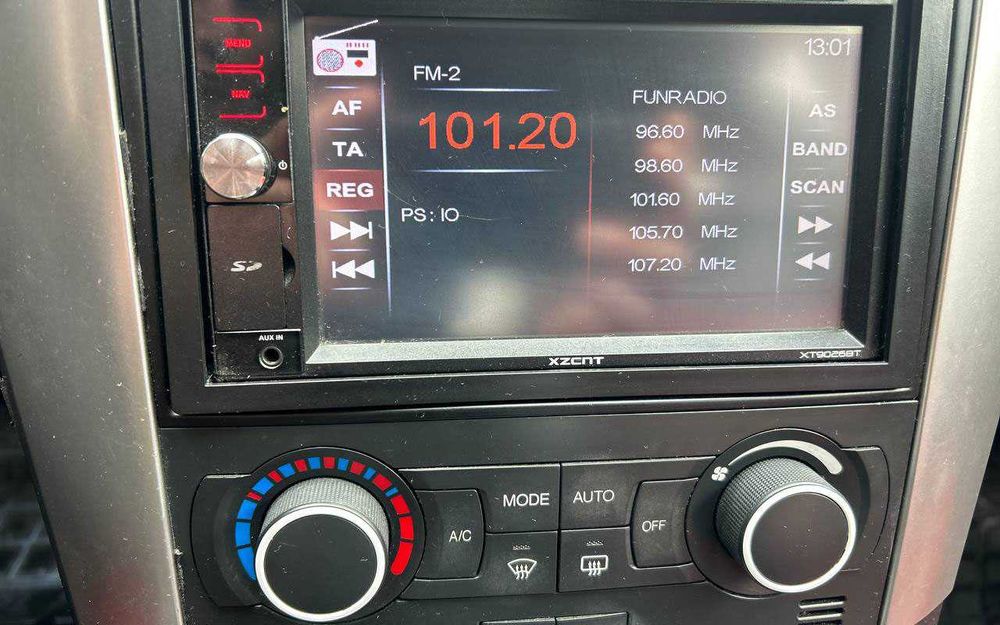 MENU
NAV
SD
AUX IN
AF
TA
REG
FM-2
101.20
PS: IO
13:01
FUNRADIO
96.60 MHz
98.60 MHz
101.60 MHz
105.70 MHz
107.20 MHz
AS
BAND
SCAN
XZCNT
XT9026BT
A/C
MODE
AUTO
OFF